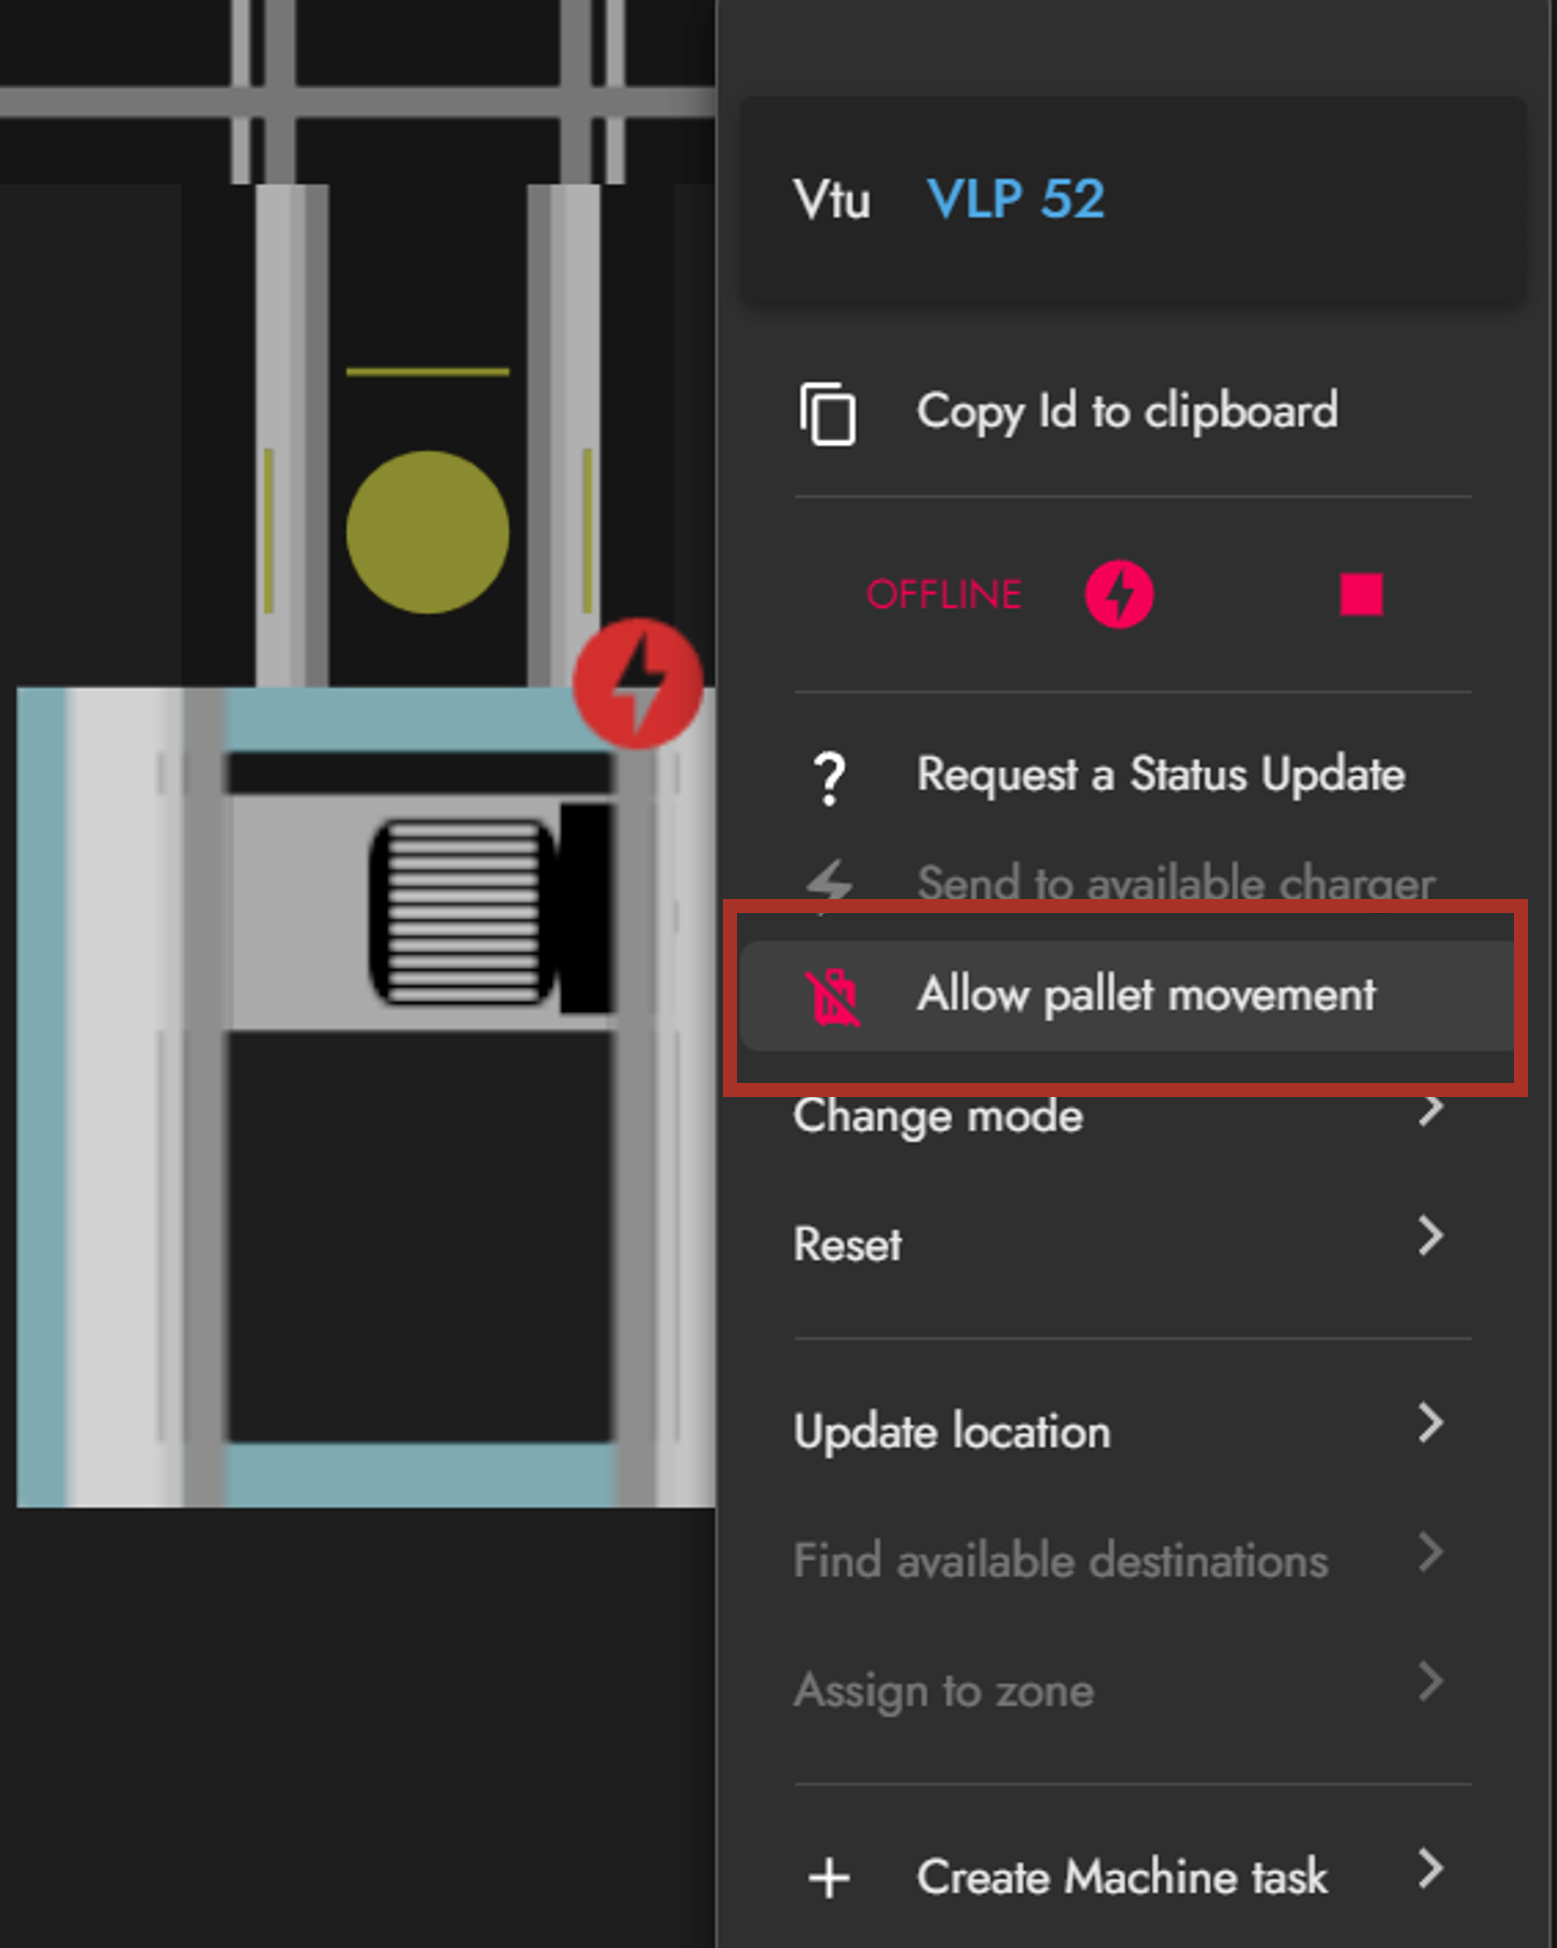 Vtu VLP 52
Copy Id to clipboard
OFFLINE
Request a Status Update
Send to available charger
Allow pallet movement
Change mode
Reset
Update location
Find available destinations
Assign to zone
Create Machine task